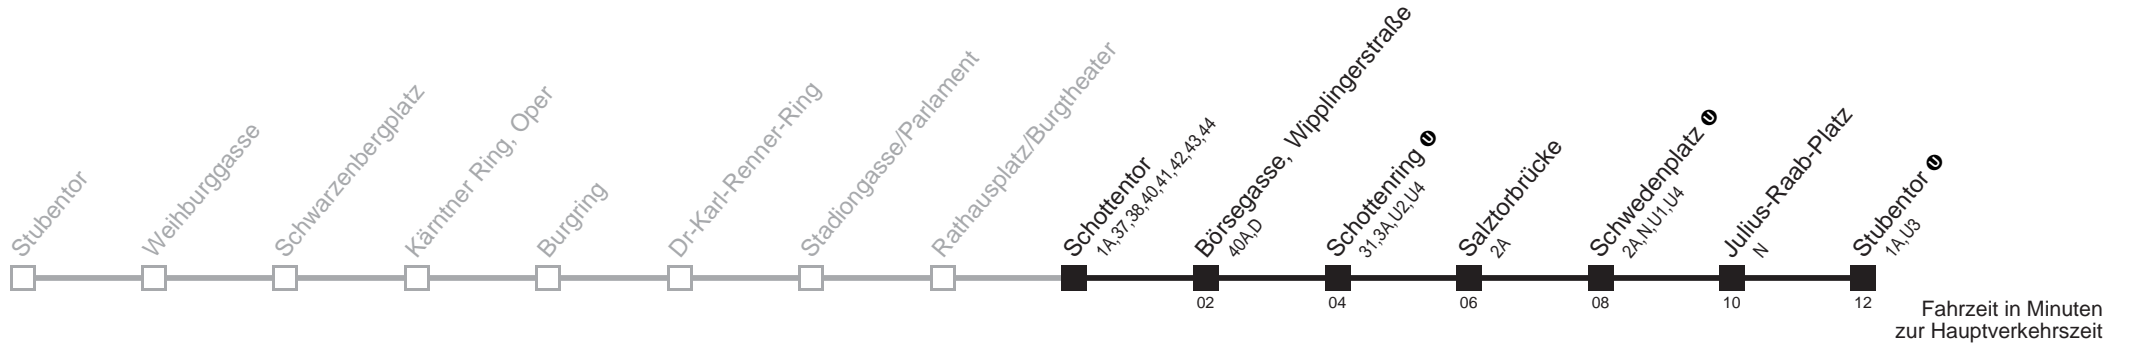 Stubentor
Weihburggasse
Schwarzenbergplatz
Kärntner Ring, Oper
Burgring
Dr-Karl-Renner-Ring
Stadiongasse/Parlament
Rathausplatz/Burgtheater
Schottentor
1A,37,38,40,41,42,43,44
Börsegasse, Wipplingerstraße
40A,D
Schottenring U
31,3A,U2,U4
Salztorbrücke
2A
Schwedenplatz U
2A,N,U1,U4
Julius-Raab-Platz
N
Stubentor U
1A,U3
02 04 06 08 10 12
Fahrzeit in Minuten
zur Hauptverkehrszeit